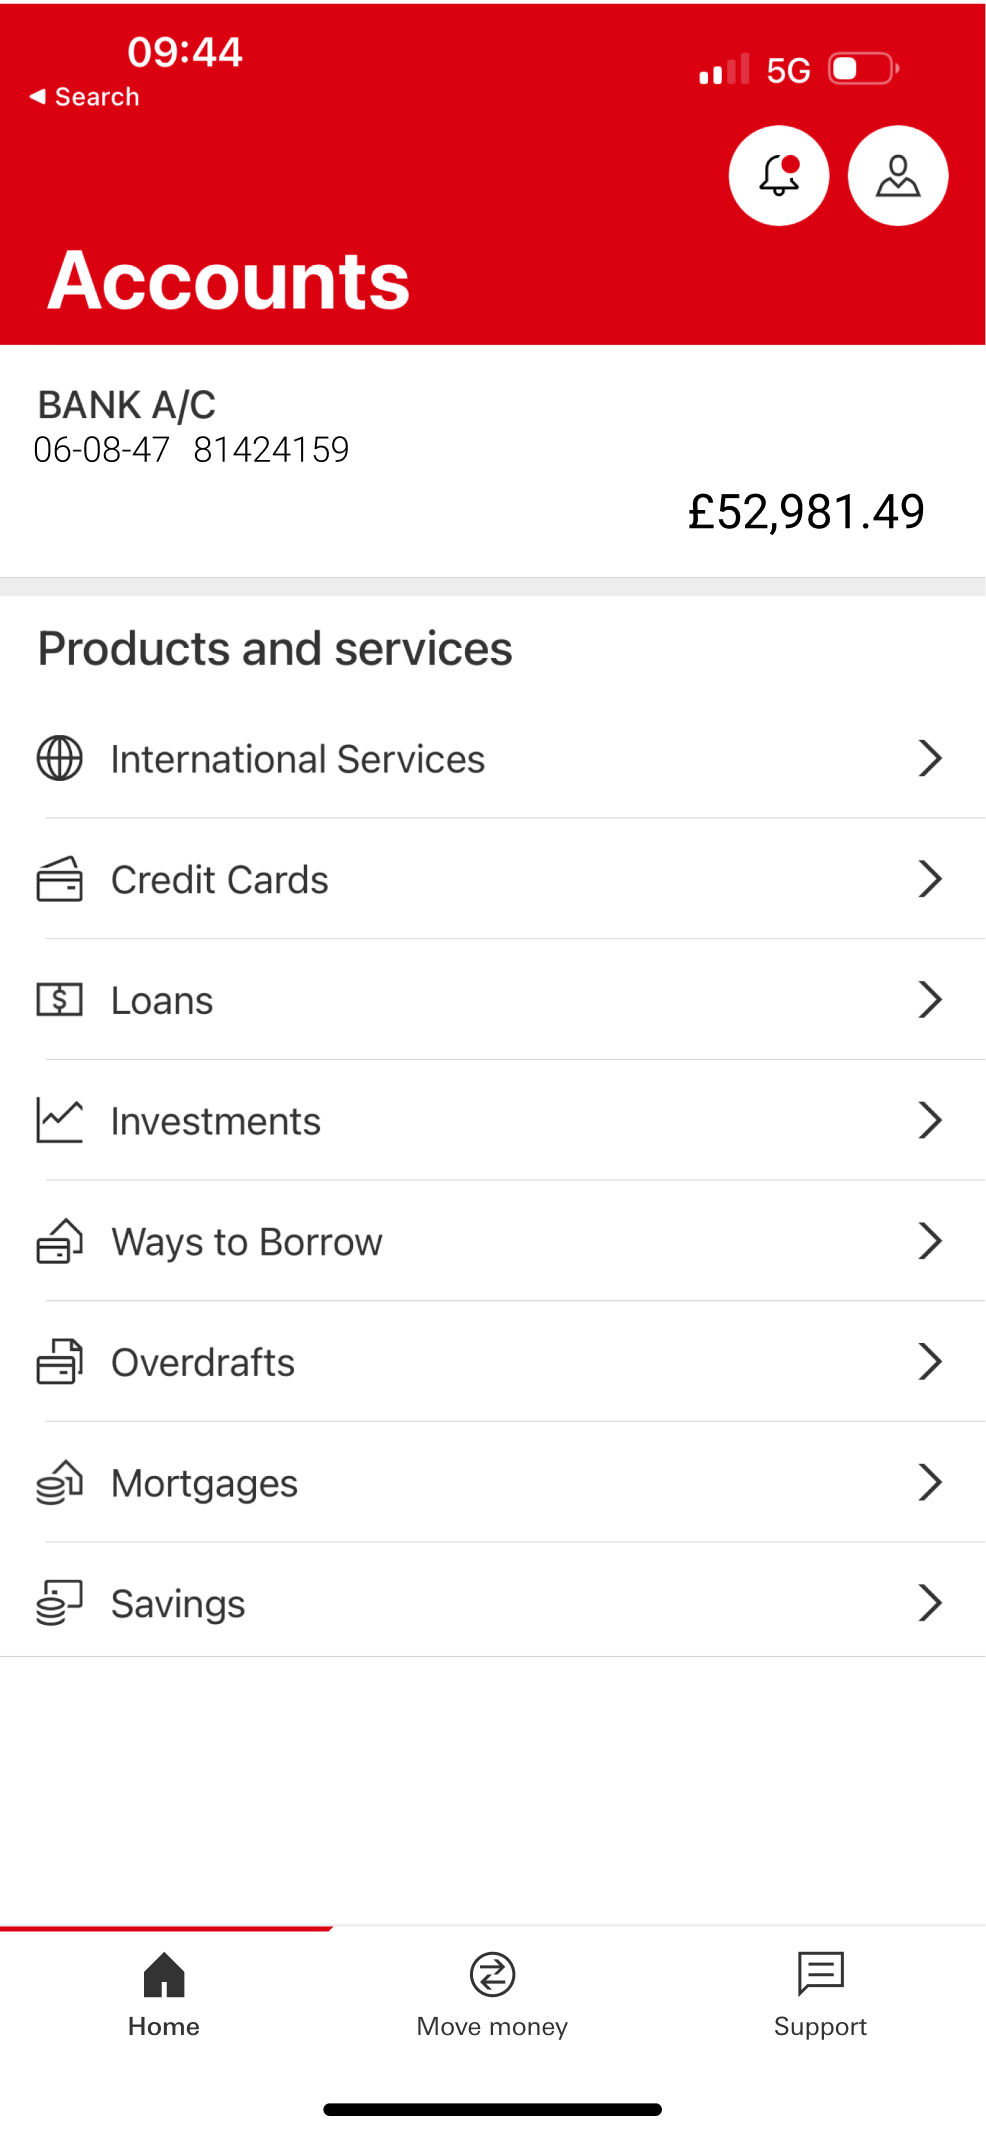 09:44
5G
◀ Search
Accounts
BANK A/C
06-08-47 81424159
£52,981.49
Products and services
International Services
Credit Cards
Loans
Investments
Ways to Borrow
Overdrafts
Mortgages
Savings
Home
Move money
Support